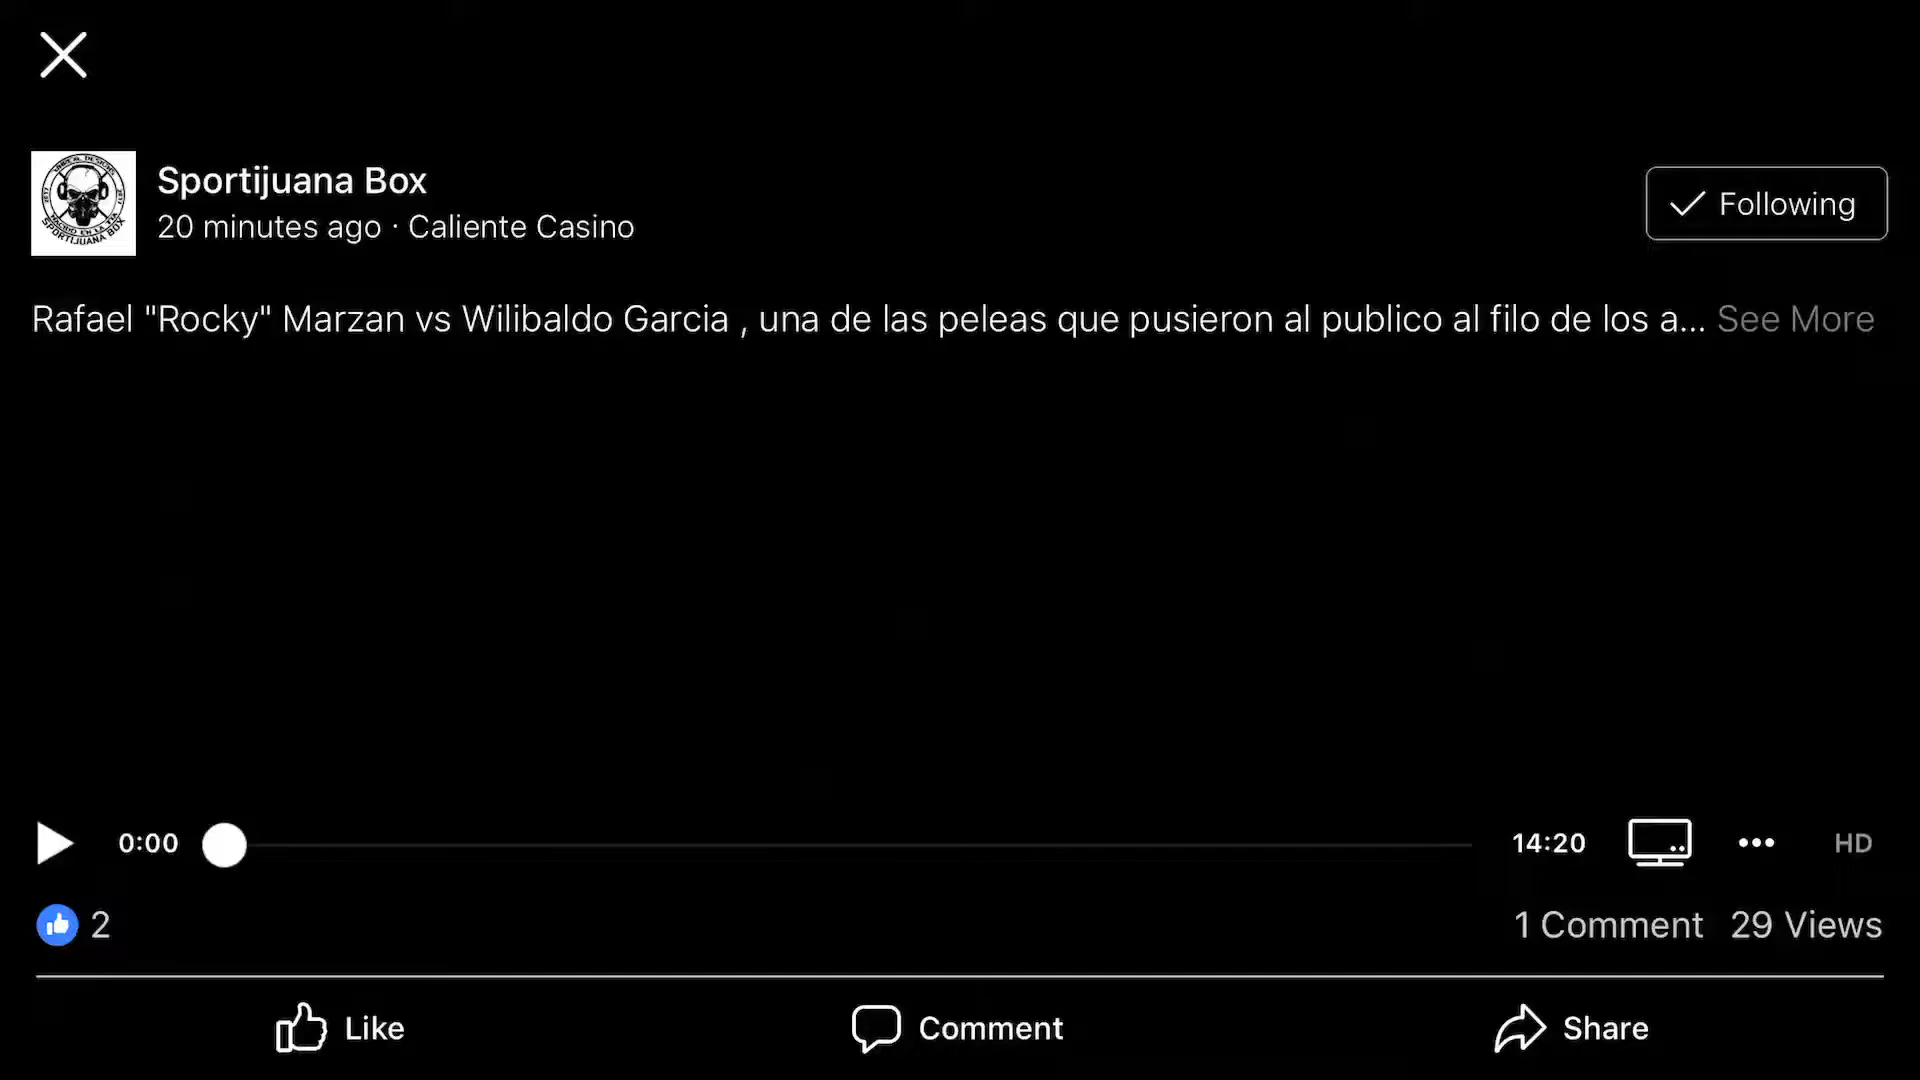 Sportijuana Box
20 minutes ago · Caliente Casino
Following
Rafael "Rocky" Marzan vs Wilibaldo Garcia , una de las peleas que pusieron al publico al filo de los a... See More
0:00
14:20
HD
2
1 Comment 29 Views
Like
Comment
Share
SPORTIJUANA BOX